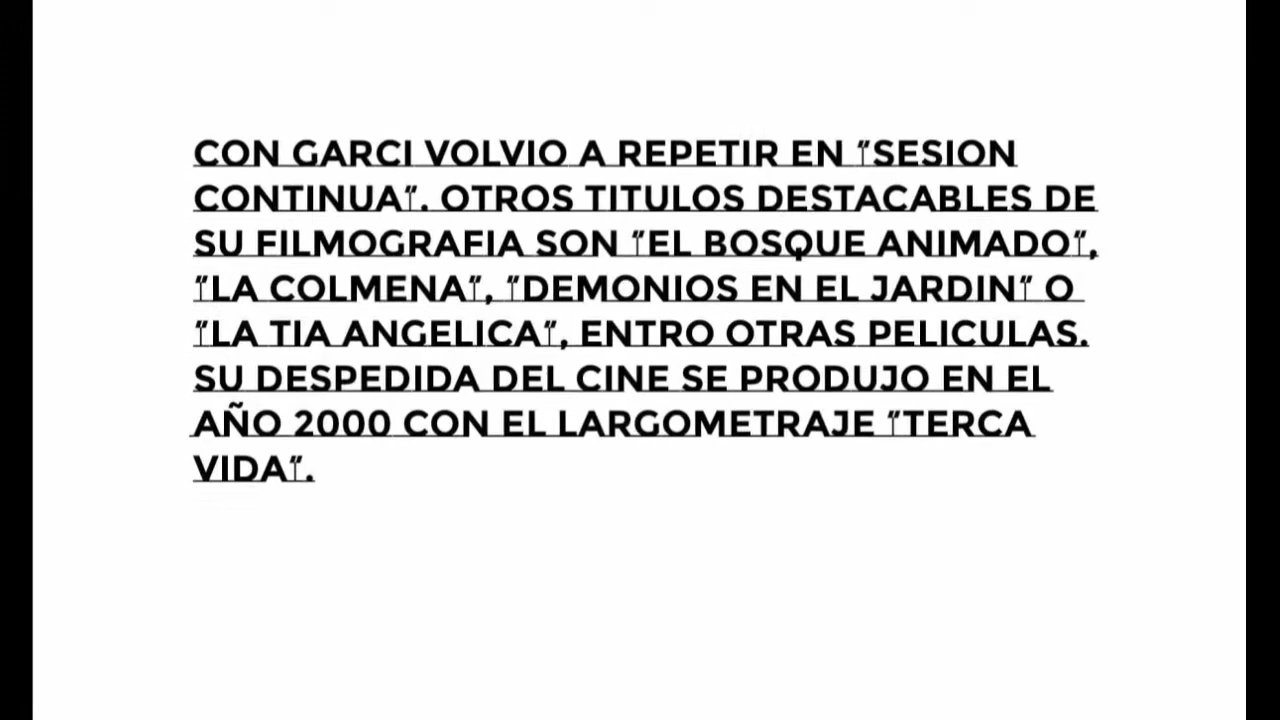 CON GARCI VOLVIO A REPETIR EN "SESION
CONTINUA". OTROS TITULOS DESTACABLES DE
SU FILMOGRAFIA SON "EL BOSQUE ANIMADO",
"LA COLMENA", "DEMONIOS EN EL JARDIN" O
"LA TIA ANGELICA", ENTRO OTRAS PELICULAS.
SU DESPEDIDA DEL CINE SE PRODUJO EN EL
AÑO 2000 CON EL LARGOMETRAJE "TERCA
VIDA".